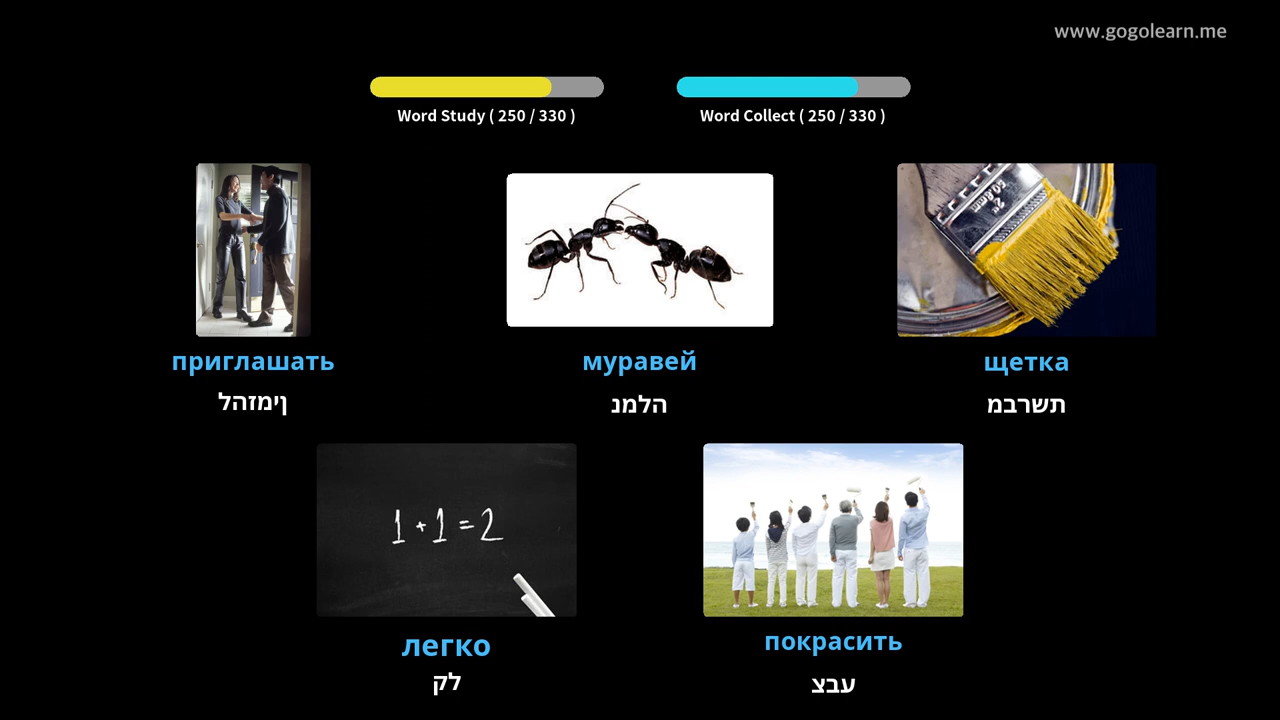 www.gogolearn.me
Word Study ( 250 / 330 )
Word Collect ( 250 / 330 )
приглашать
ןימזהל
муравей
הלמנ
щетка
תשרבמ
1 + 1 = 2
легко
לק
покрасить
עבצ